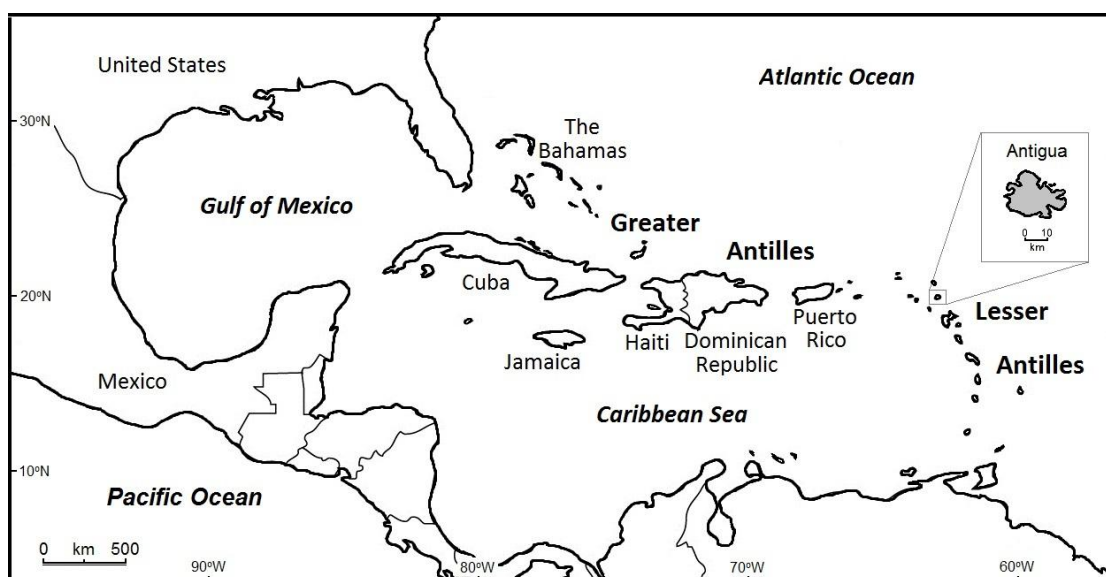 United States
Atlantic Ocean
30ºN
The
Bahamas
Antigua
0 10
km
Gulf of Mexico
Greater
Antilles
Cuba
20ºN
Lesser
Puerto
Rico
Haiti
Dominican
Republic
Jamaica
Antilles
Mexico
Caribbean Sea
10ºN
Pacific Ocean
0 km 500
90ºW
80ºW
70ºW
60ºW